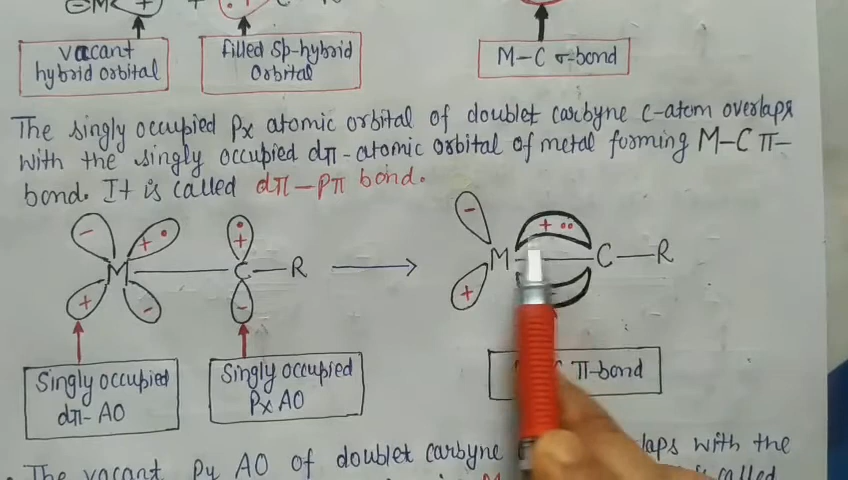 M + + C R
vacant
hybrid orbital
filled sp-hybrid
orbital
M-C σ-bond
The singly occupied Px atomic orbital of doublet carbyne C-atom overlaps
with the singly occupied dπ-atomic orbital of metal forming M-C π-
bond. It is called dπ-Pπ bond.
- + + - +
M C R M C R
+ - - +
Singly occupied
dπ-AO
Singly occupied
Px AO
π-bond
The vacant Py AO of doublet carbyne laps with the
called